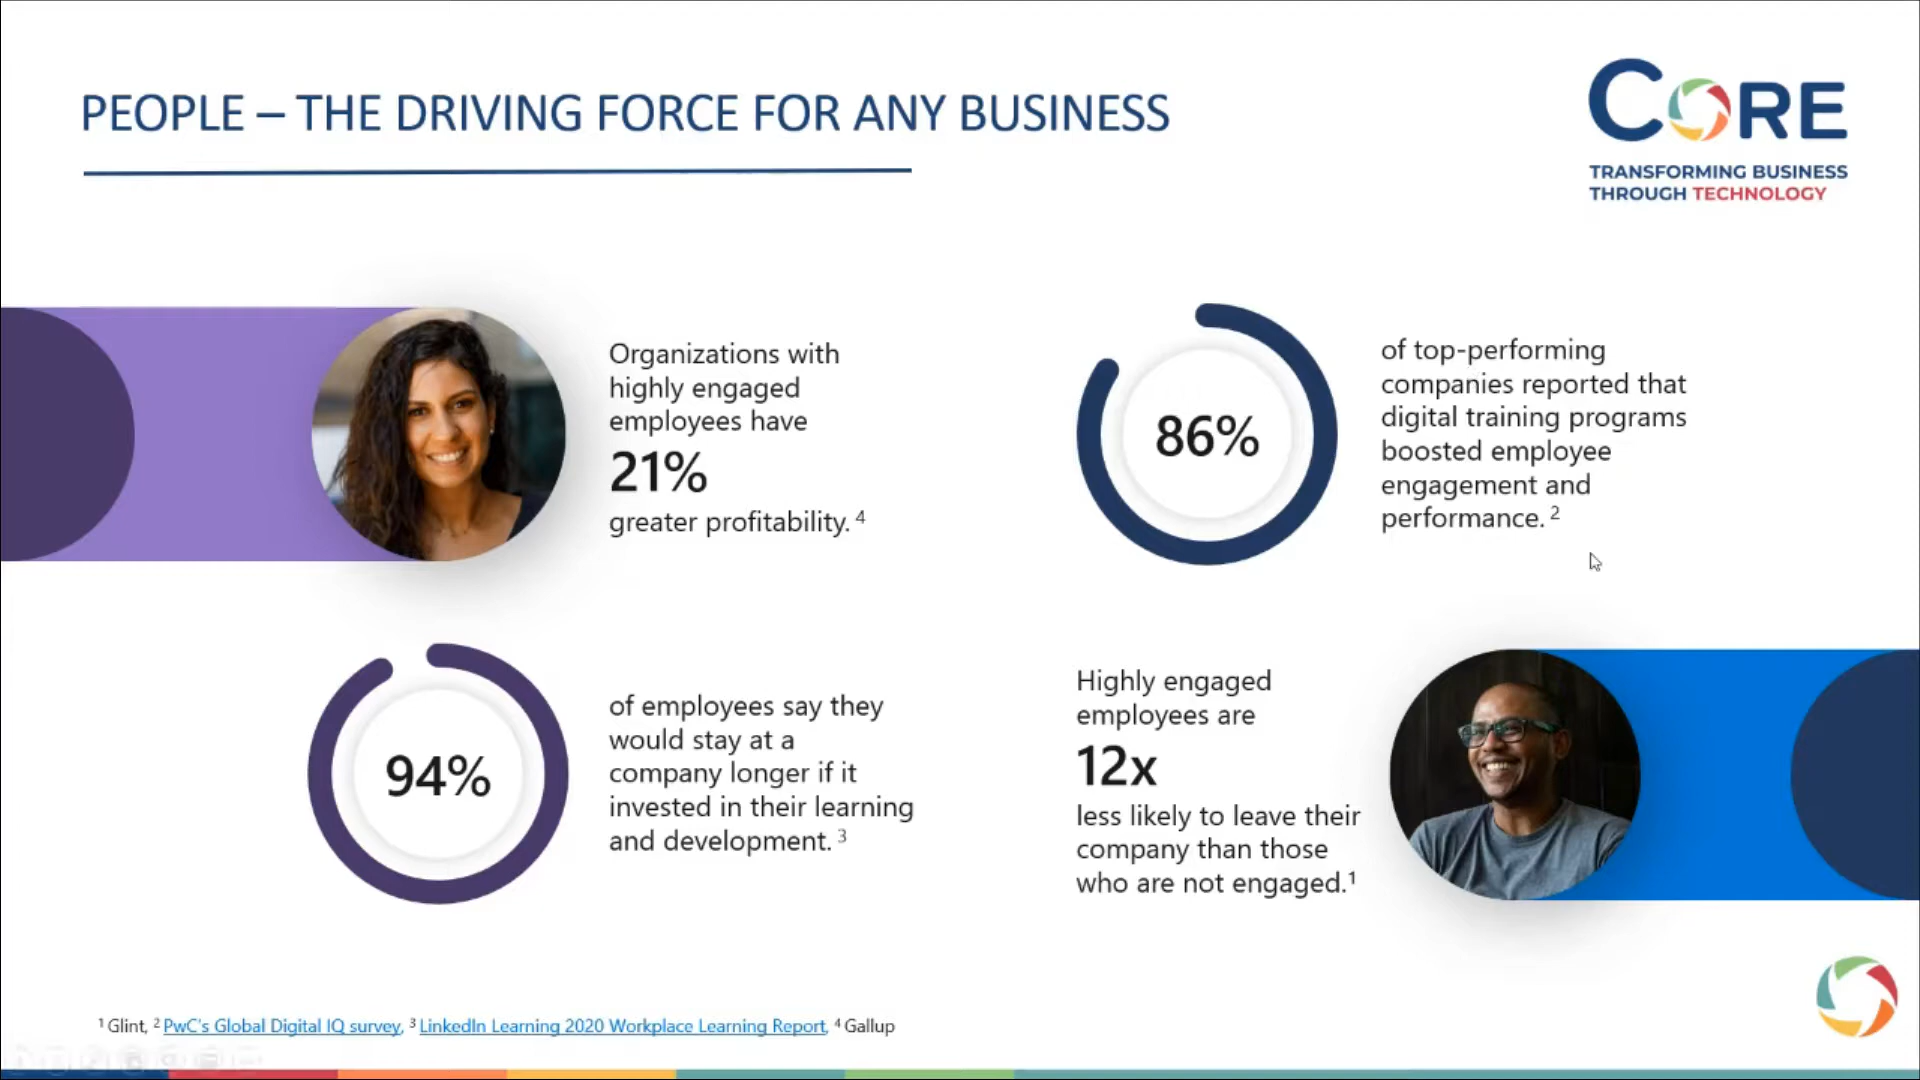 PEOPLE – THE DRIVING FORCE FOR ANY BUSINESS
CORE
TRANSFORMING BUSINESS
THROUGH TECHNOLOGY
Organizations with
highly engaged
employees have
21%
greater profitability. 4
86%
of top-performing
companies reported that
digital training programs
boosted employee
engagement and
performance. 2
94%
of employees say they
would stay at a
company longer if it
invested in their learning
and development. 3
Highly engaged
employees are
12x
less likely to leave their
company than those
who are not engaged.1
1 Glint, 2 PwC's Global Digital IQ survey, 3 LinkedIn Learning 2020 Workplace Learning Report, 4 Gallup